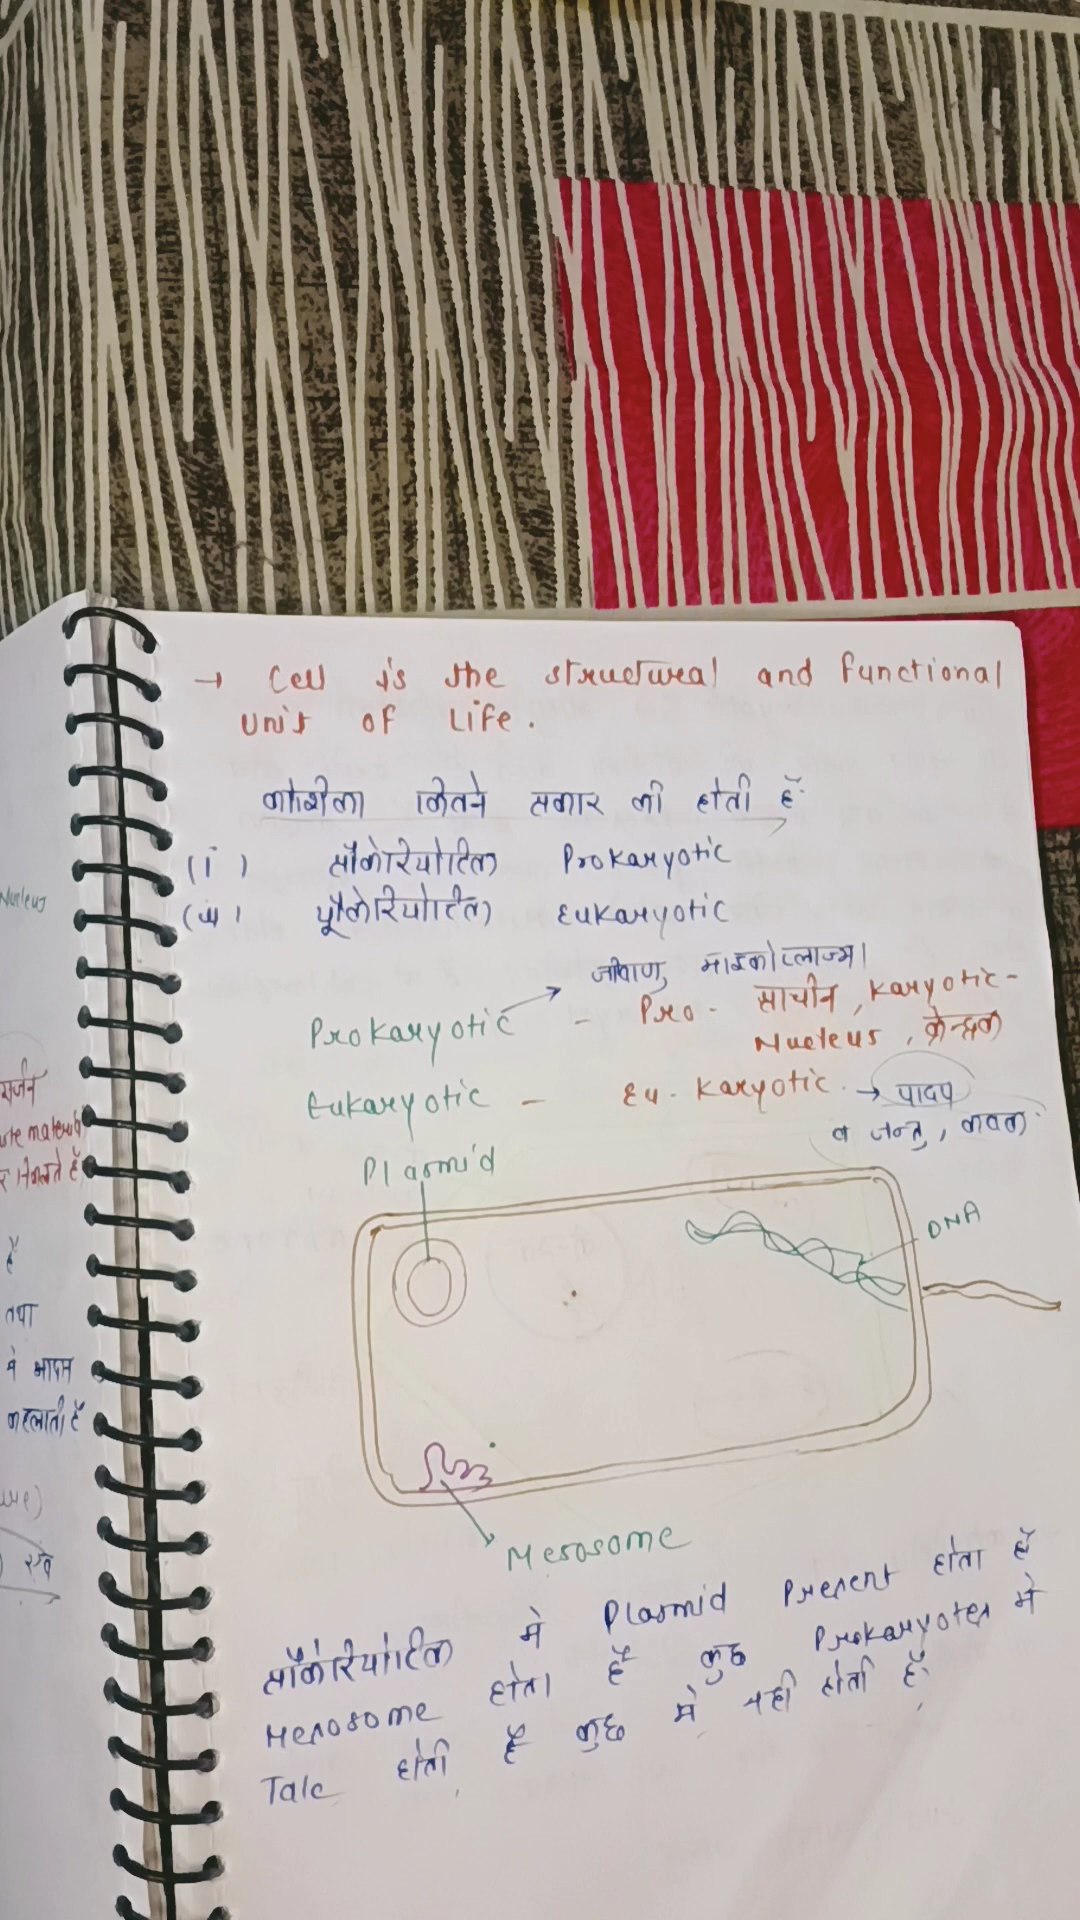 → Cell is the structural and functional
unit of Life.
कोशिका कितने प्रकार की होती हैं
(i) प्रौकेरियोटिक Prokaryotic
(ii) यूकेरियोटिक Eukaryotic
जीवाणु, माइकोप्लाज्मा
Prokaryotic - Pro- प्राचीन, Karyotic-
Nucleus, केन्द्रक
Eukaryotic - Eu. Karyotic. → पादप
व जन्तु, कवक
Plasmid
DNA
Mesosome
प्रौकेरियोटिक में Plasmid Present होता है
Mesosome होता है कुछ Prokaryotes में
Tale होती है कुछ में नही होती है
Nucleus
र्जन
है
तथा
कहलाती है
एवं